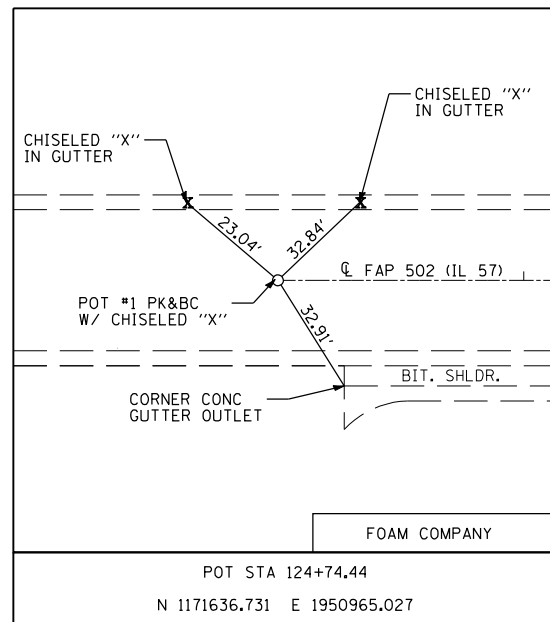 CHISELED "X"
IN GUTTER
CHISELED "X"
IN GUTTER
X
X
23.04'
32.84'
℄ FAP 502 (IL 57)
POT #1 PK&BC
W/ CHISELED "X"
32.91'
BIT. SHLDR.
CORNER CONC
GUTTER OUTLET
FOAM COMPANY
POT STA 124+74.44
N 1171636.731 E 1950965.027